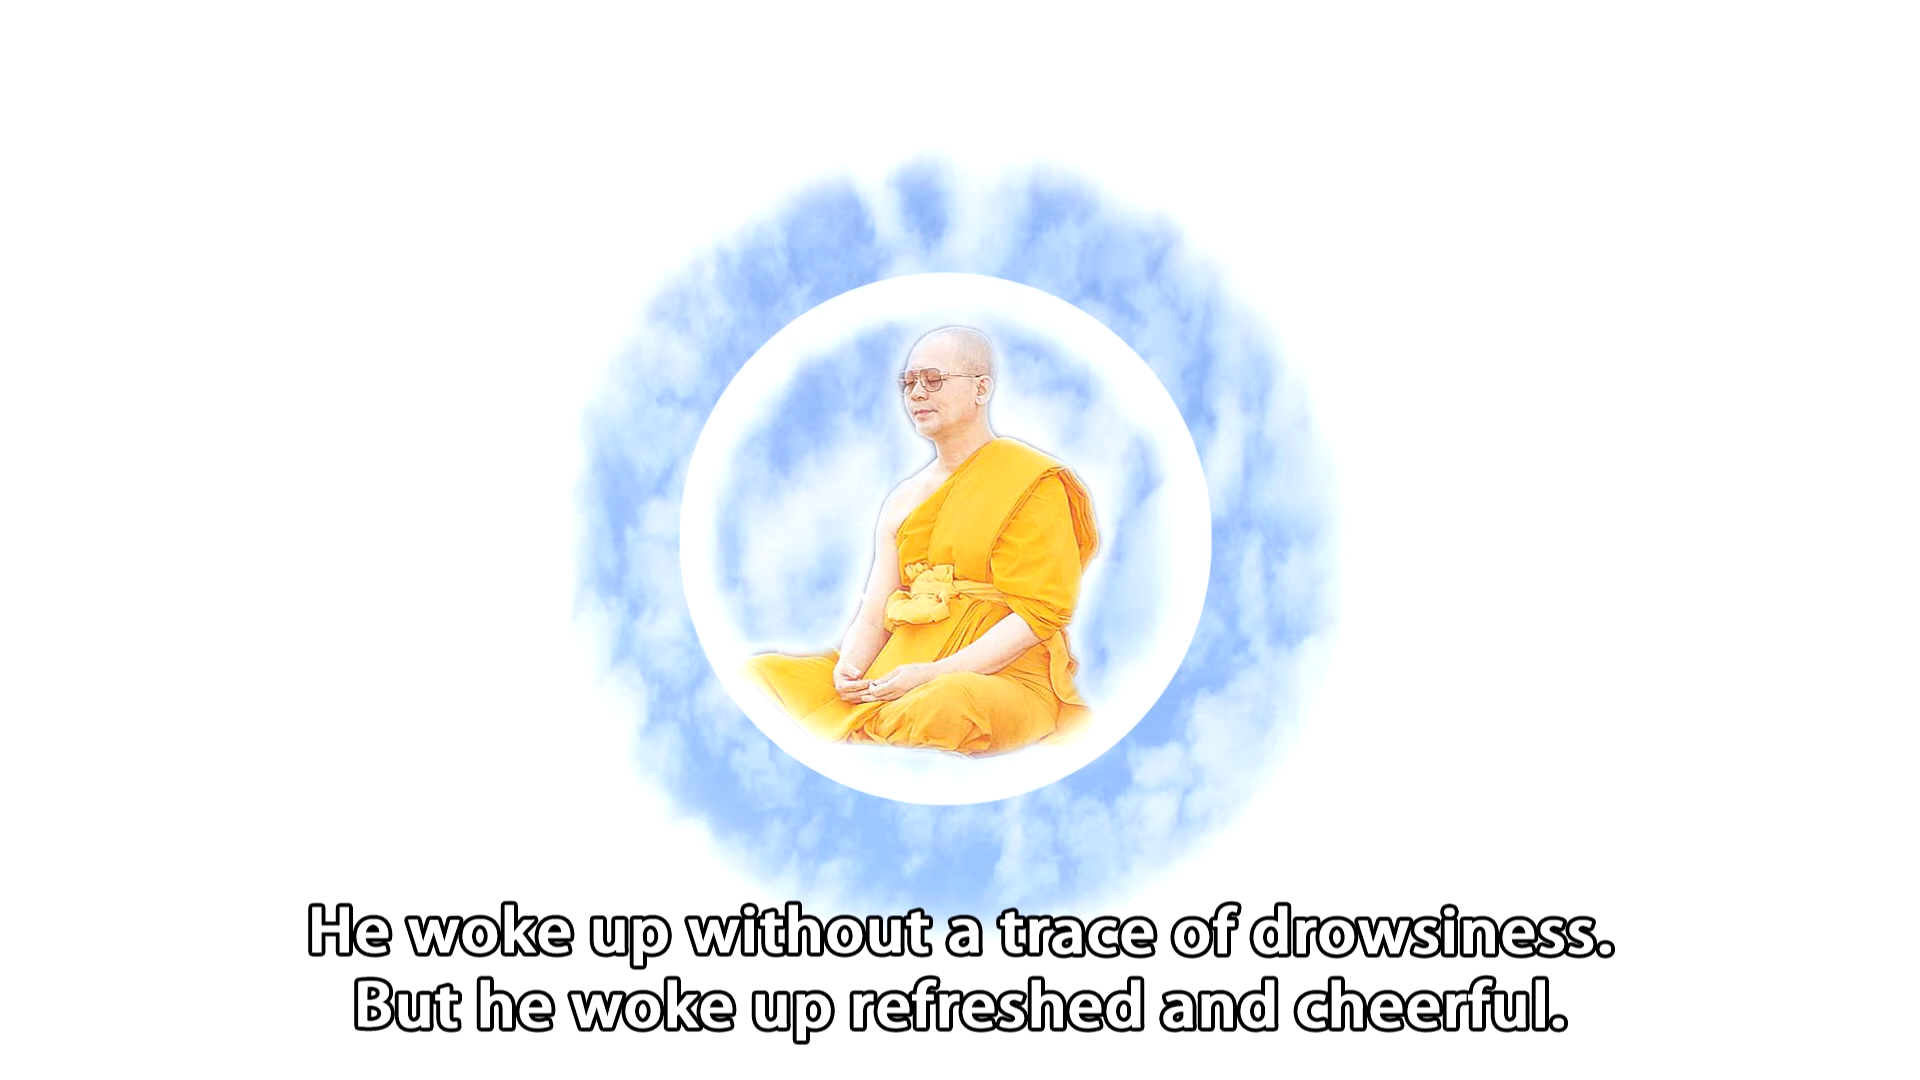 He woke up without a trace of drowsiness.
But he woke up refreshed and cheerful.